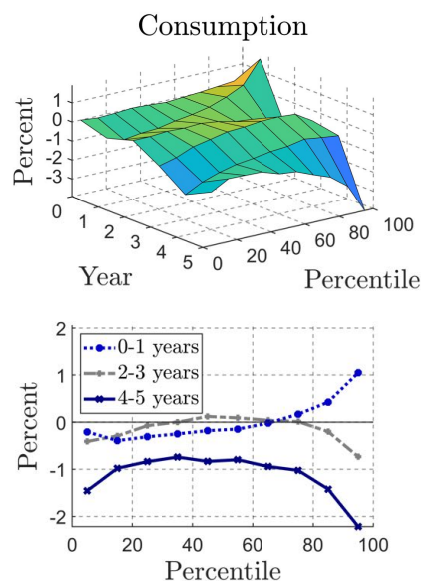 Consumption
1
0
-1
-2
-3
Percent
0
1
2
3
4
5
Year
0
20
40
60
80
100
Percentile
2
1
0
-1
-2
Percent
0-1 years
2-3 years
4-5 years
0 20 40 60 80 100
Percentile